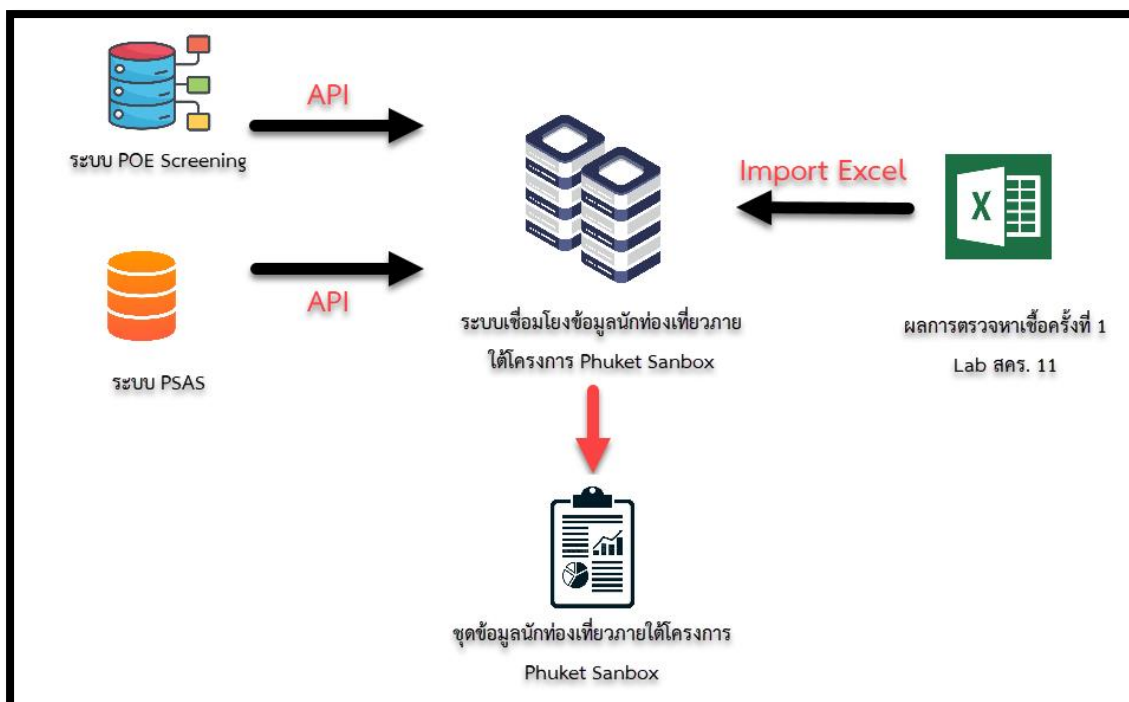 API
ระบบ POE Screening
Import Excel
X
API
ระบบ PSAS
ระบบเชื่อมโยงข้อมูลนักท่องเที่ยวภาย
ใต้โครงการ Phuket Sanbox
ผลการตรวจหาเชื้อครั้งที่ 1
Lab สคร. 11
ชุดข้อมูลนักท่องเที่ยวภายใต้โครงการ
Phuket Sanbox